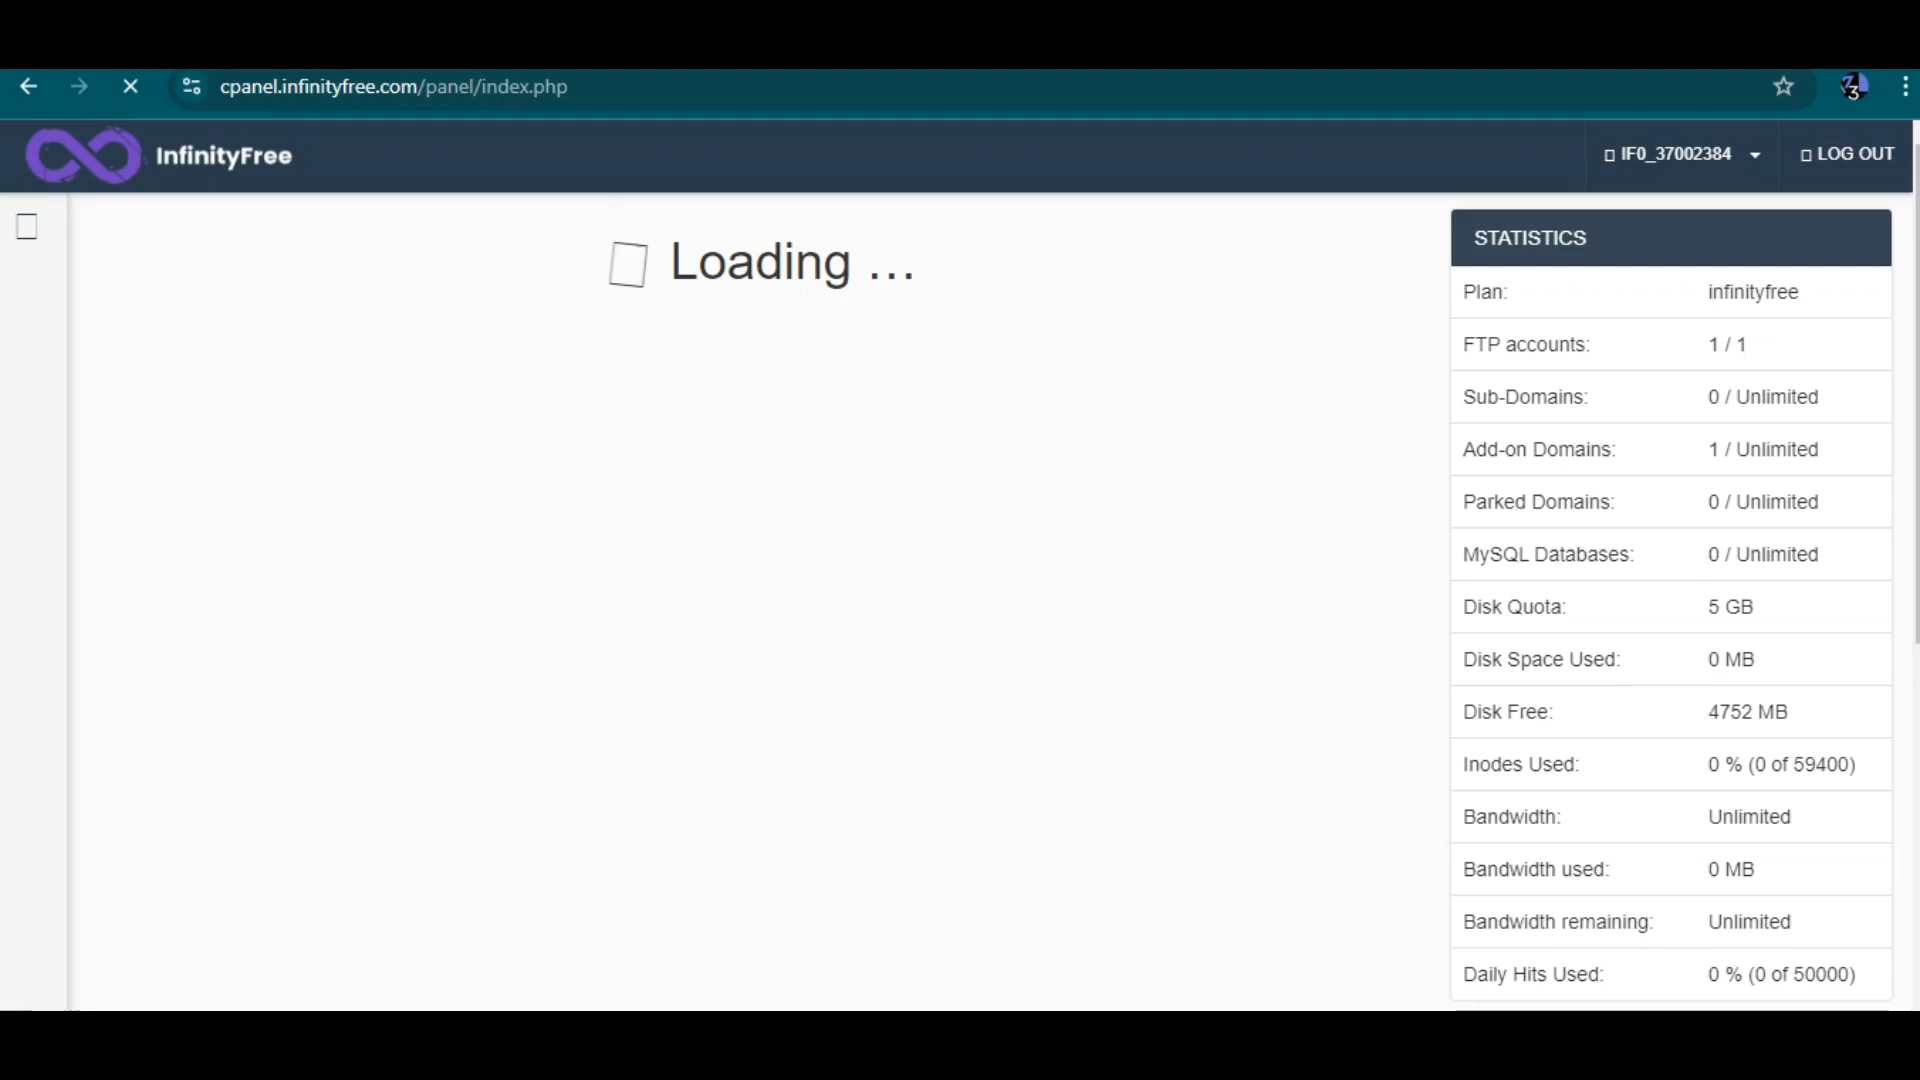 cpanel.infinityfree.com/panel/index.php
3
InfinityFree
IF0_37002384
LOG OUT
Loading ...
STATISTICS
Plan: infinityfree
FTP accounts: 1 / 1
Sub-Domains: 0 / Unlimited
Add-on Domains: 1 / Unlimited
Parked Domains: 0 / Unlimited
MySQL Databases: 0 / Unlimited
Disk Quota: 5 GB
Disk Space Used: 0 MB
Disk Free: 4752 MB
Inodes Used: 0 % (0 of 59400)
Bandwidth: Unlimited
Bandwidth used: 0 MB
Bandwidth remaining: Unlimited
Daily Hits Used: 0 % (0 of 50000)